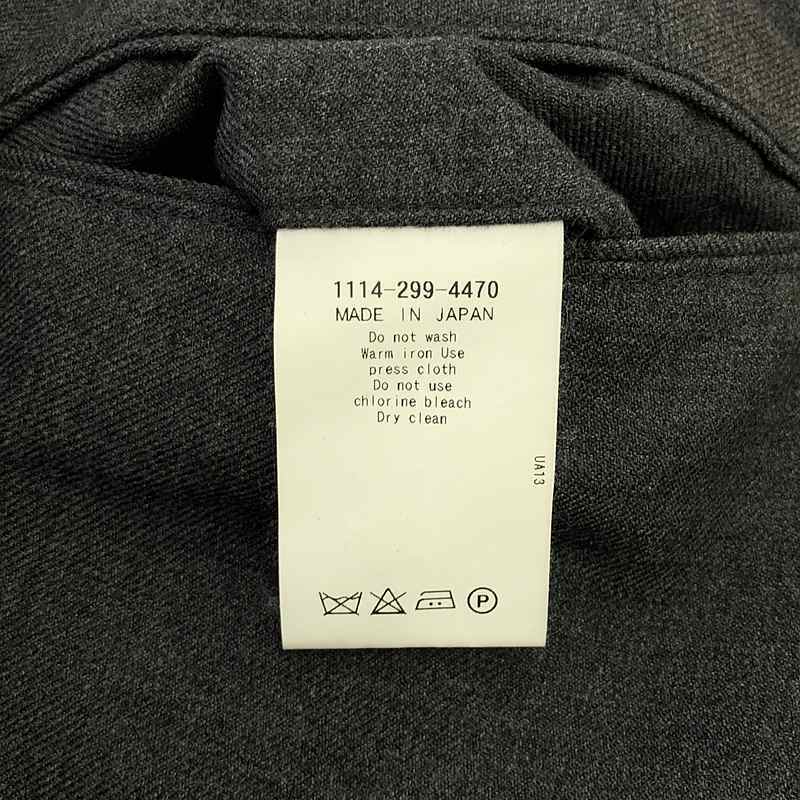 1114-299-4470
MADE IN JAPAN
Do not wash
Warm iron Use
press cloth
Do not use
chlorine bleach
Dry clean
UA13
P